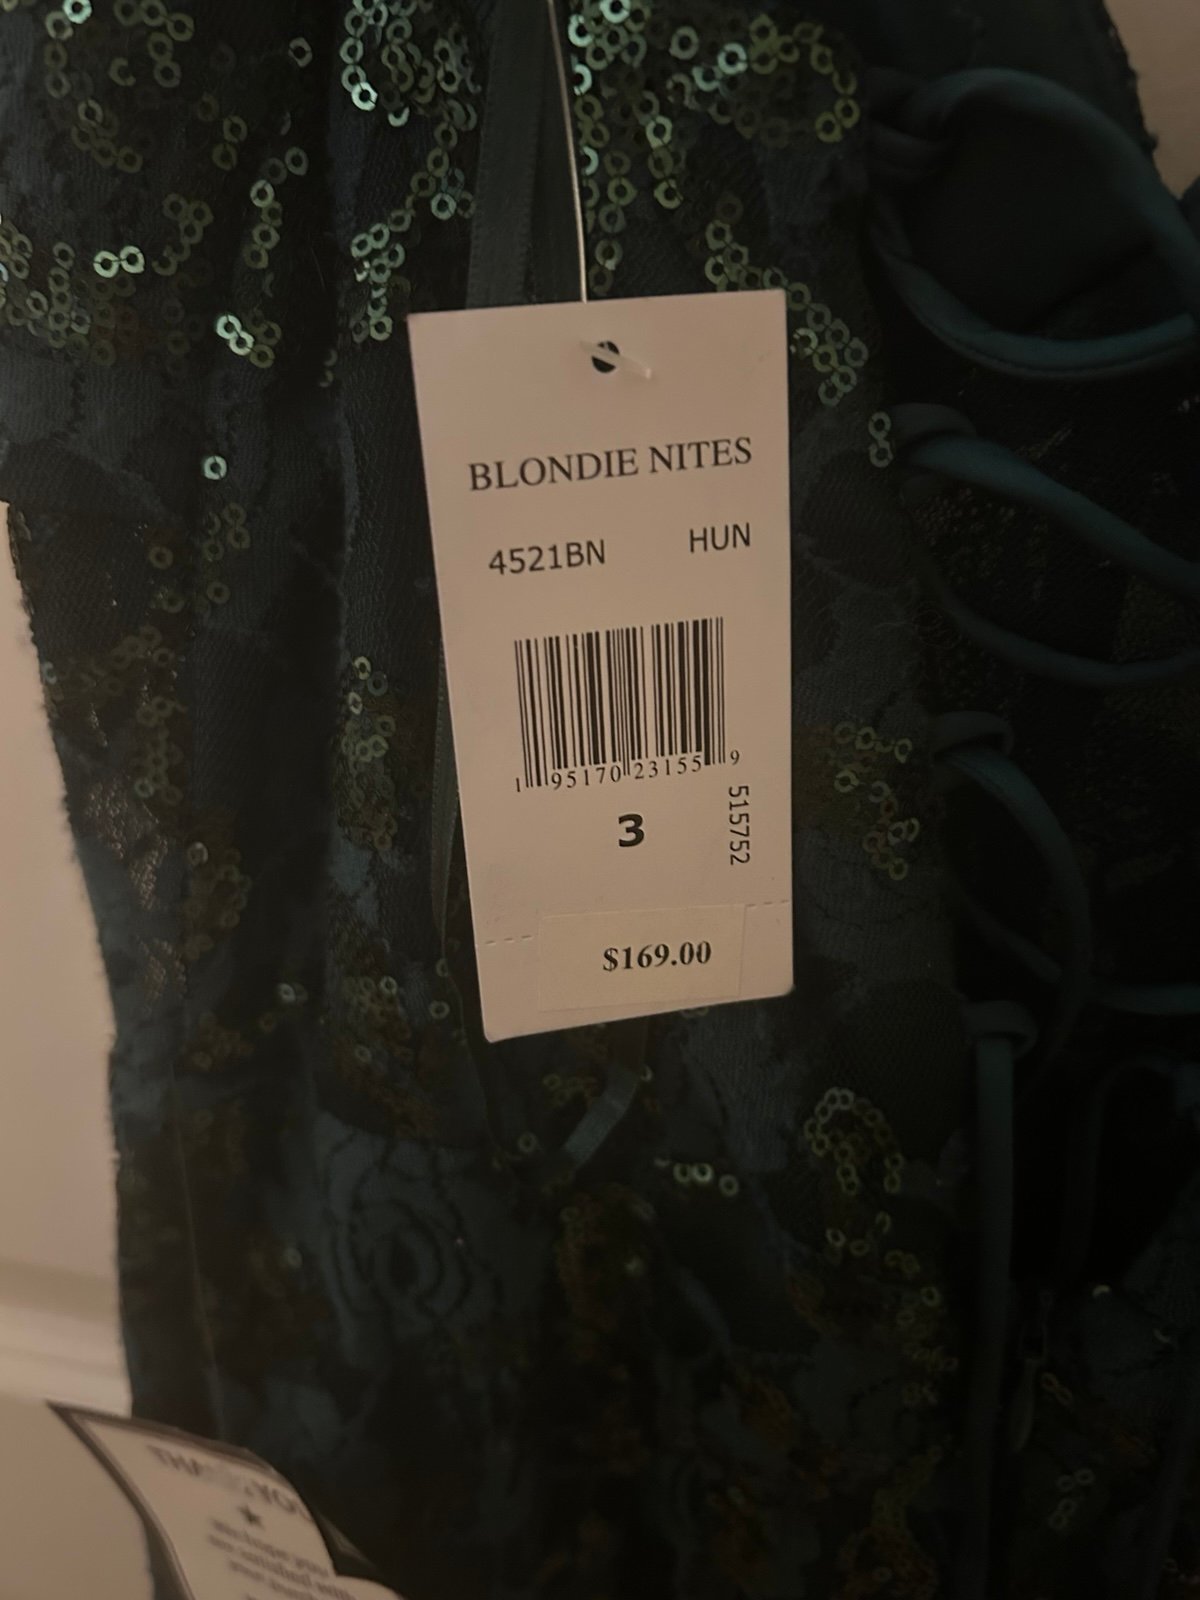 BLONDIE NITES
4521BN HUN
1 95170 23155 9
515752
3
$169.00
THANK YOU